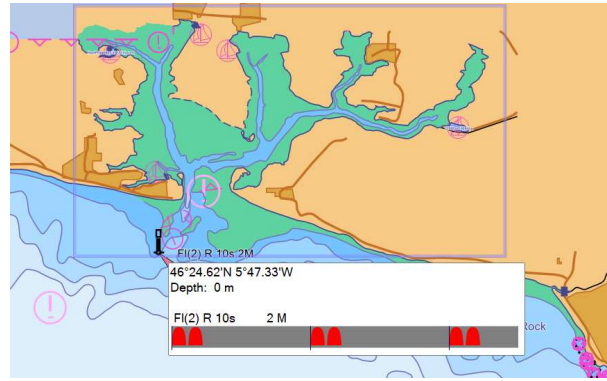 Fl(2) R 10s 2M
46°24.62'N 5°47.33'W
Depth: 0 m
Fl(2) R 10s 2 M
Rock